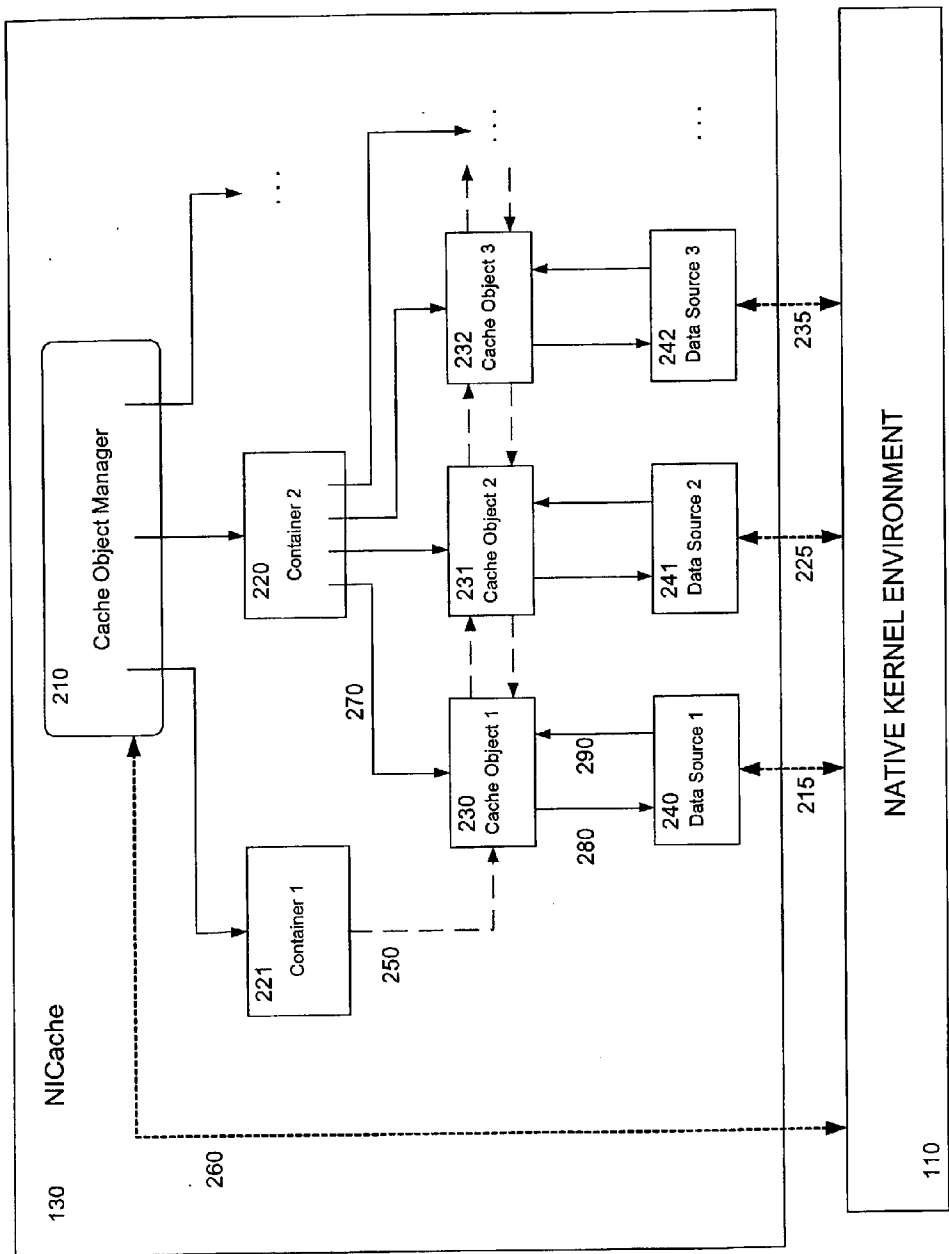 130 NICache
260
210
Cache Object Manager
221
Container 1
220
Container 2
...
250
270
230
Cache Object 1
231
Cache Object 2
232
Cache Object 3
...
280
290
240
Data Source 1
241
Data Source 2
242
Data Source 3
...
215
225
235
110
NATIVE KERNEL ENVIRONMENT